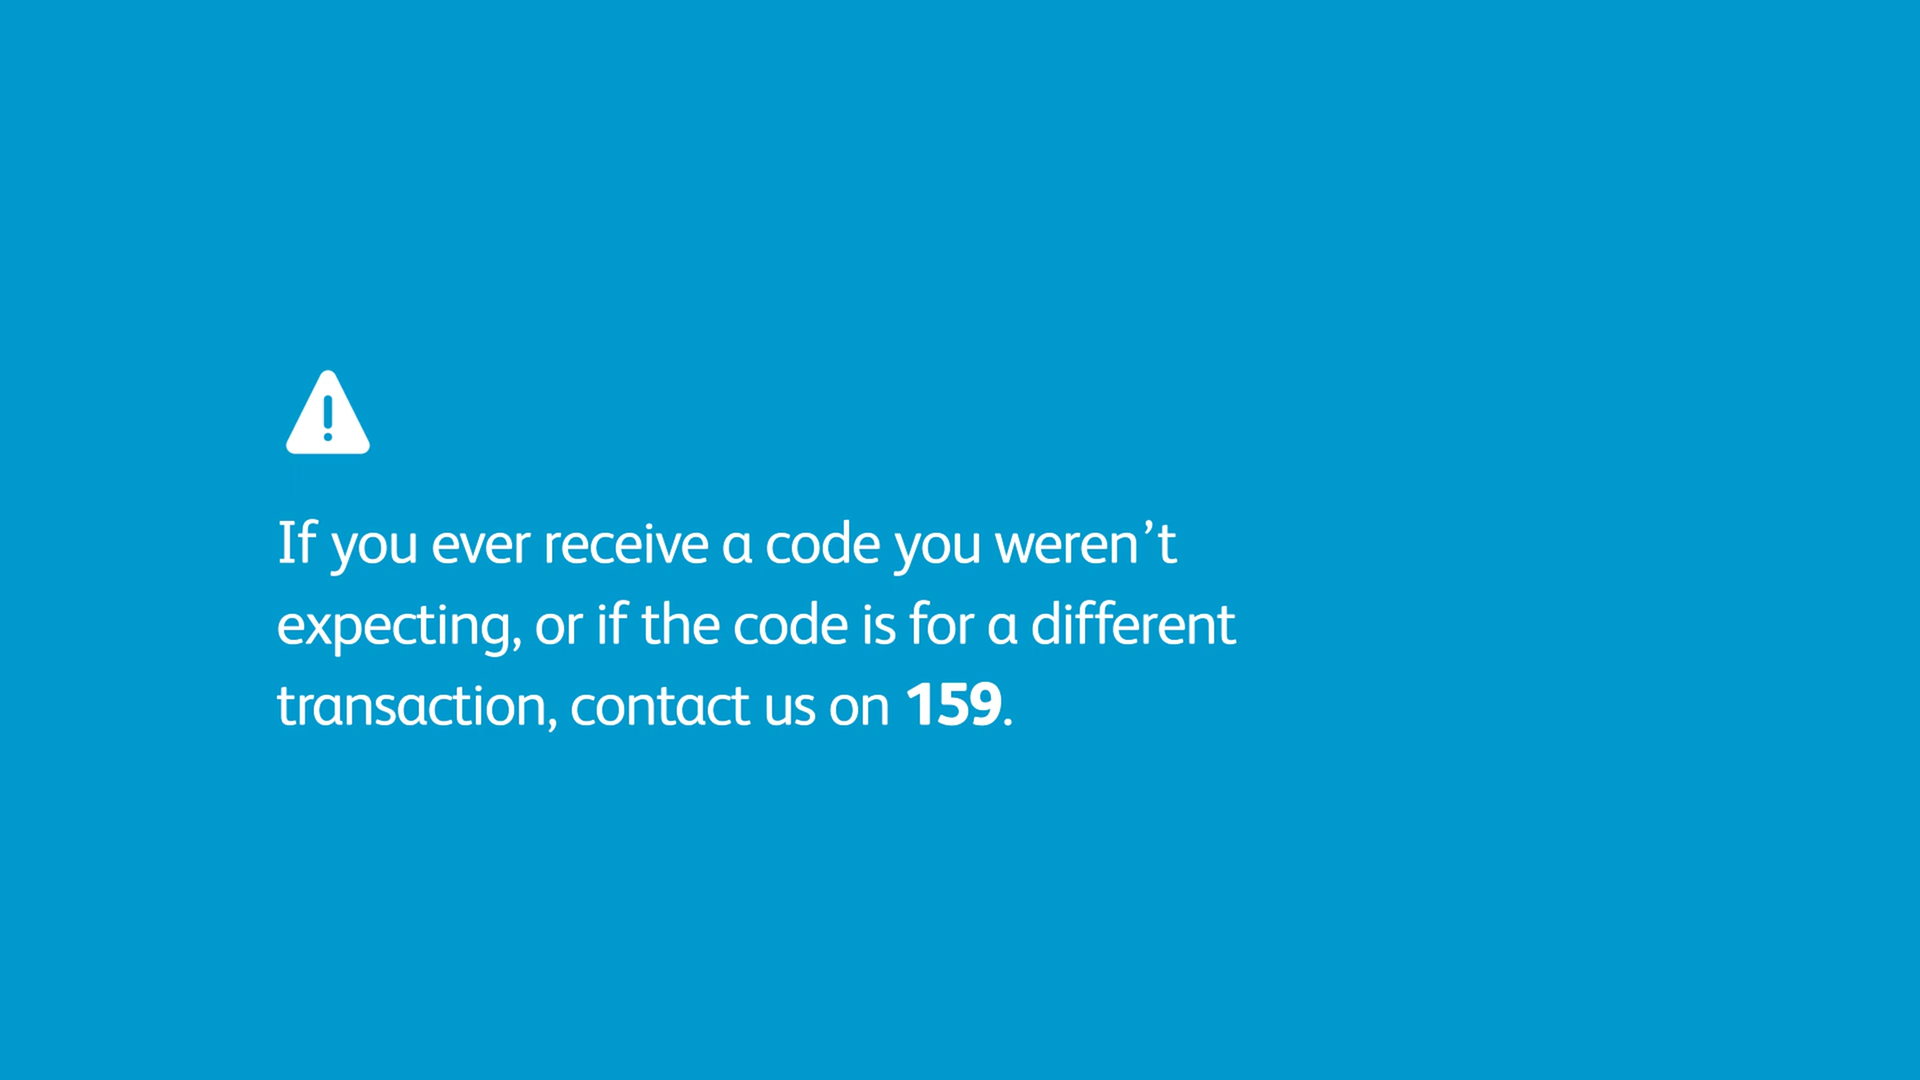 If you ever receive a code you weren’t
expecting, or if the code is for a different
transaction, contact us on 159.